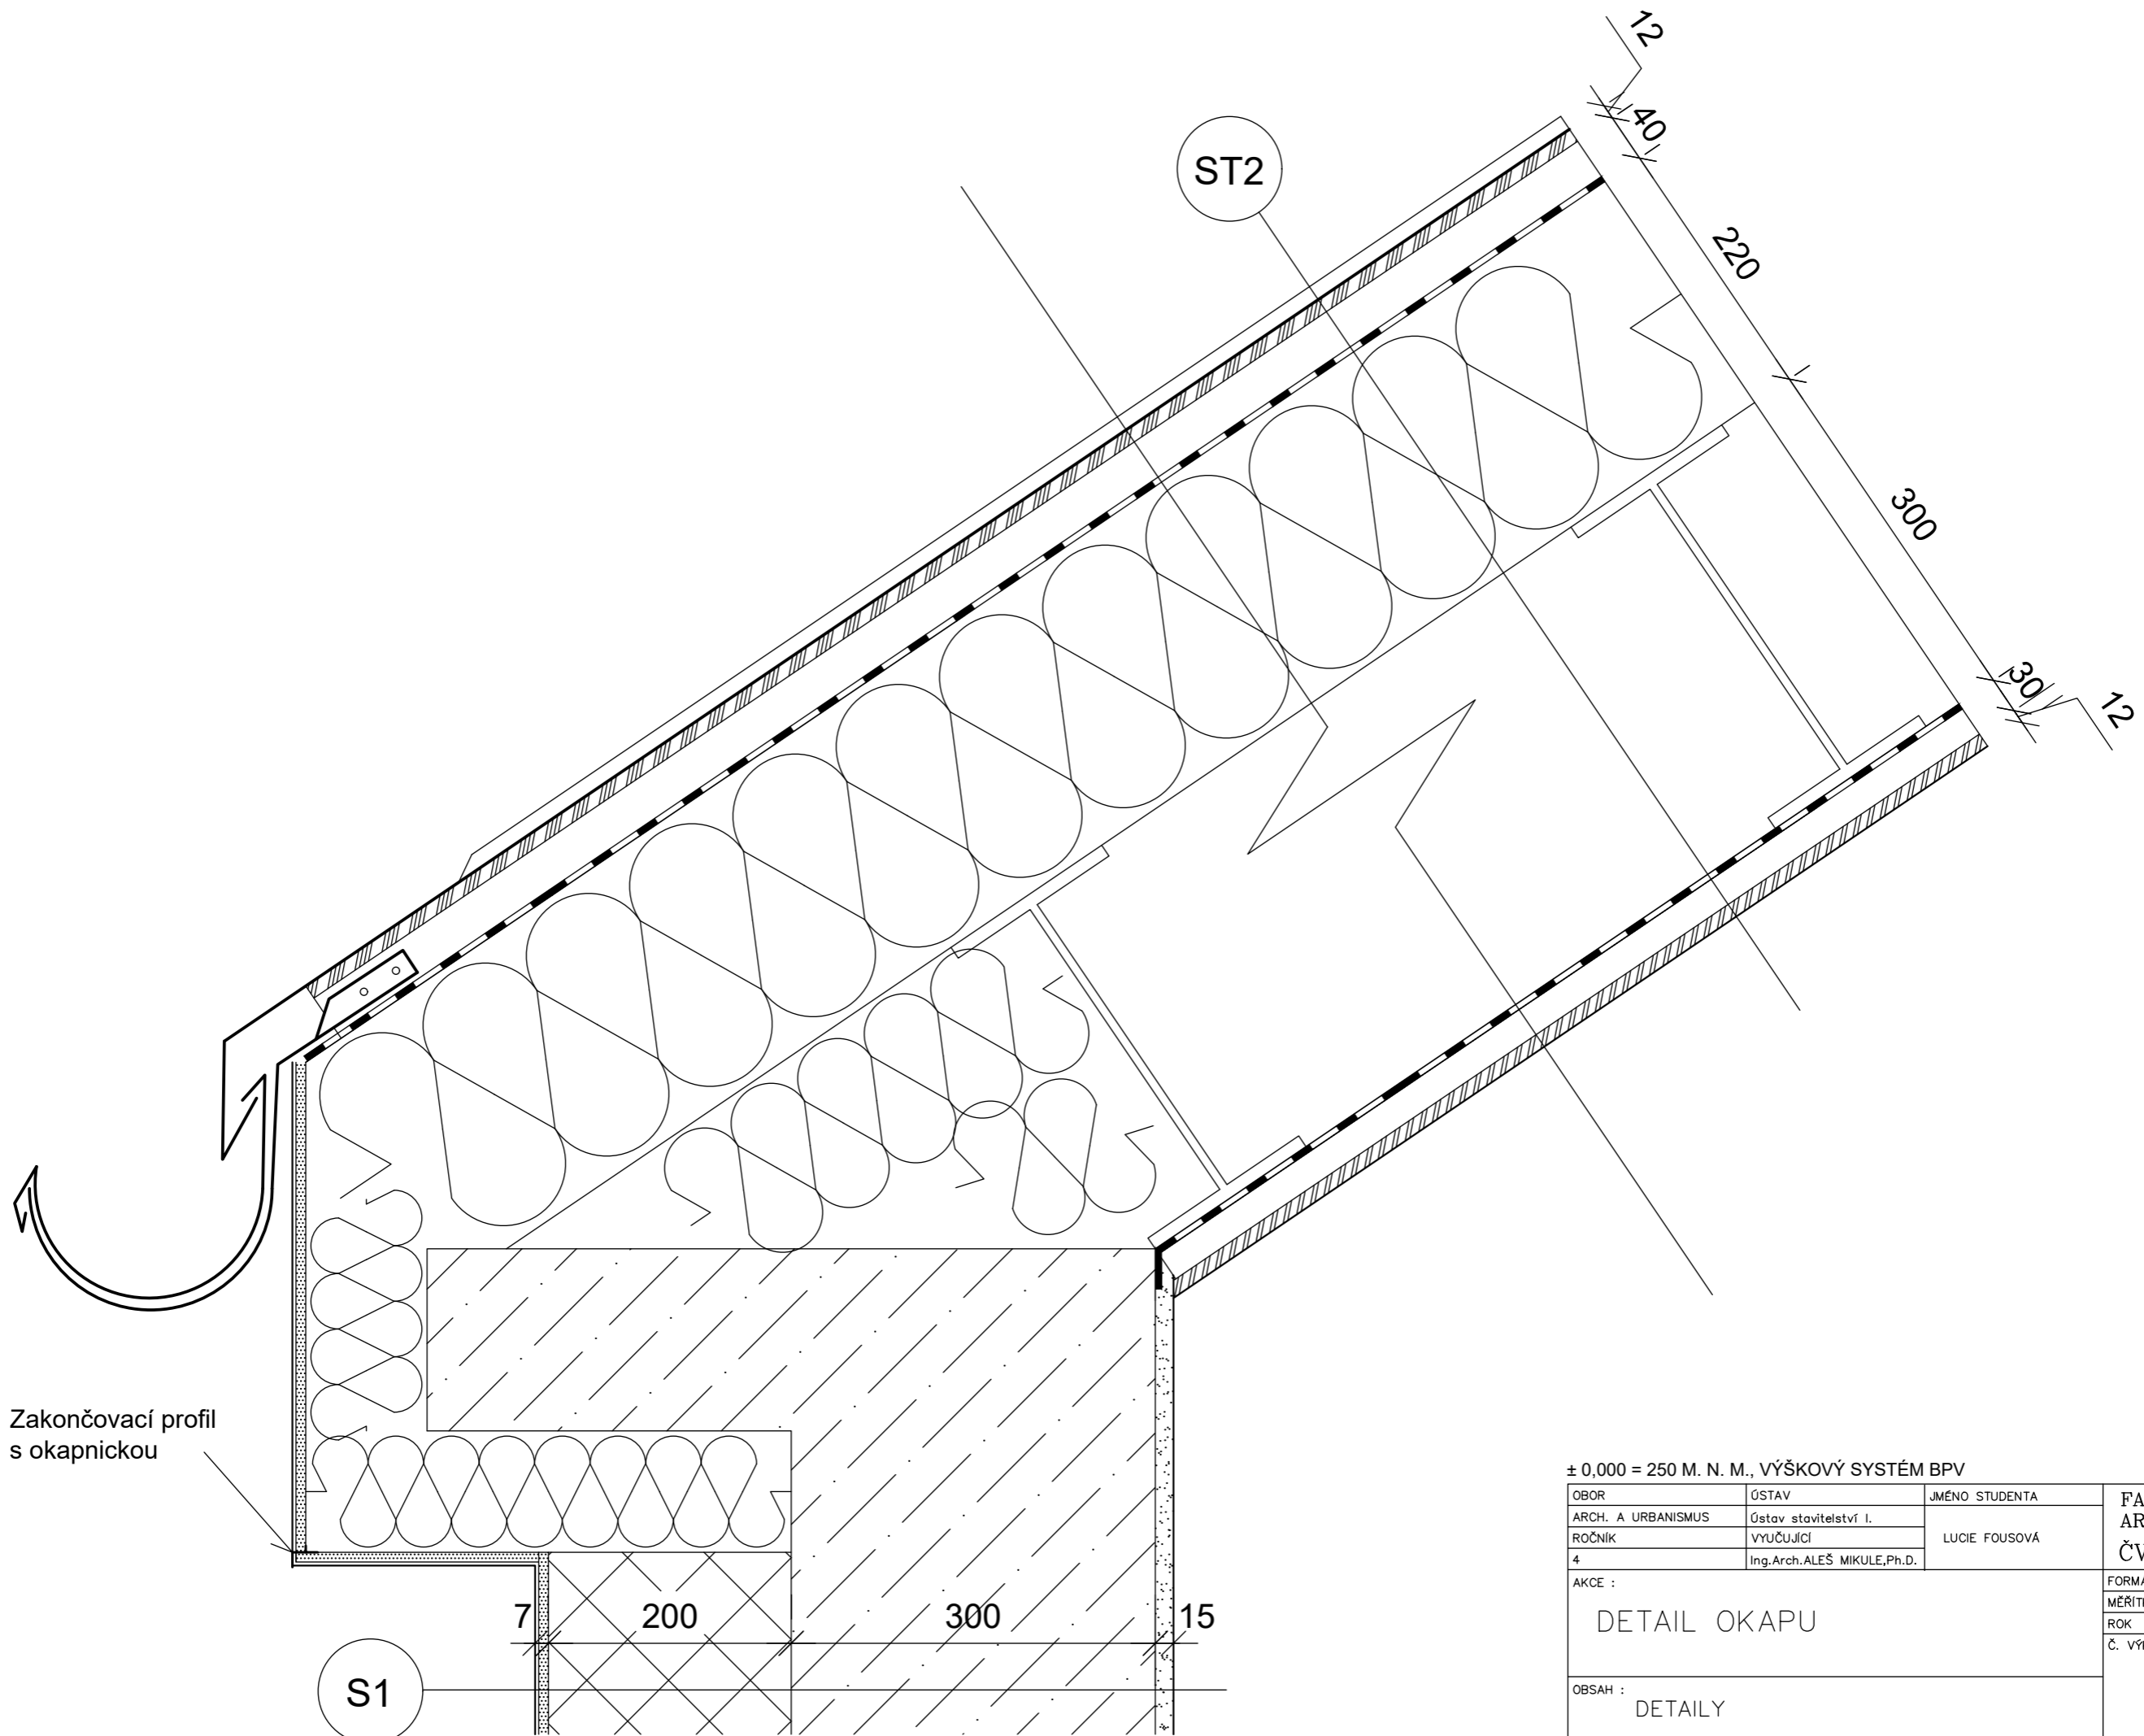 12
40
ST2
220
300
30
12
Zakončovací profil
s okapnickou
7
200
300
15
S1
± 0,000 = 250 M. N. M., VÝŠKOVÝ SYSTÉM BPV
OBOR
ÚSTAV
JMÉNO STUDENTA
ARCH. A URBANISMUS
Ústav stavitelství I.
ROČNÍK
VYUČUJÍCÍ
LUCIE FOUSOVÁ
4
Ing.Arch.ALEŠ MIKULE,Ph.D.
AKCE :
DETAIL OKAPU
ROK
OBSAH :
DETAILY